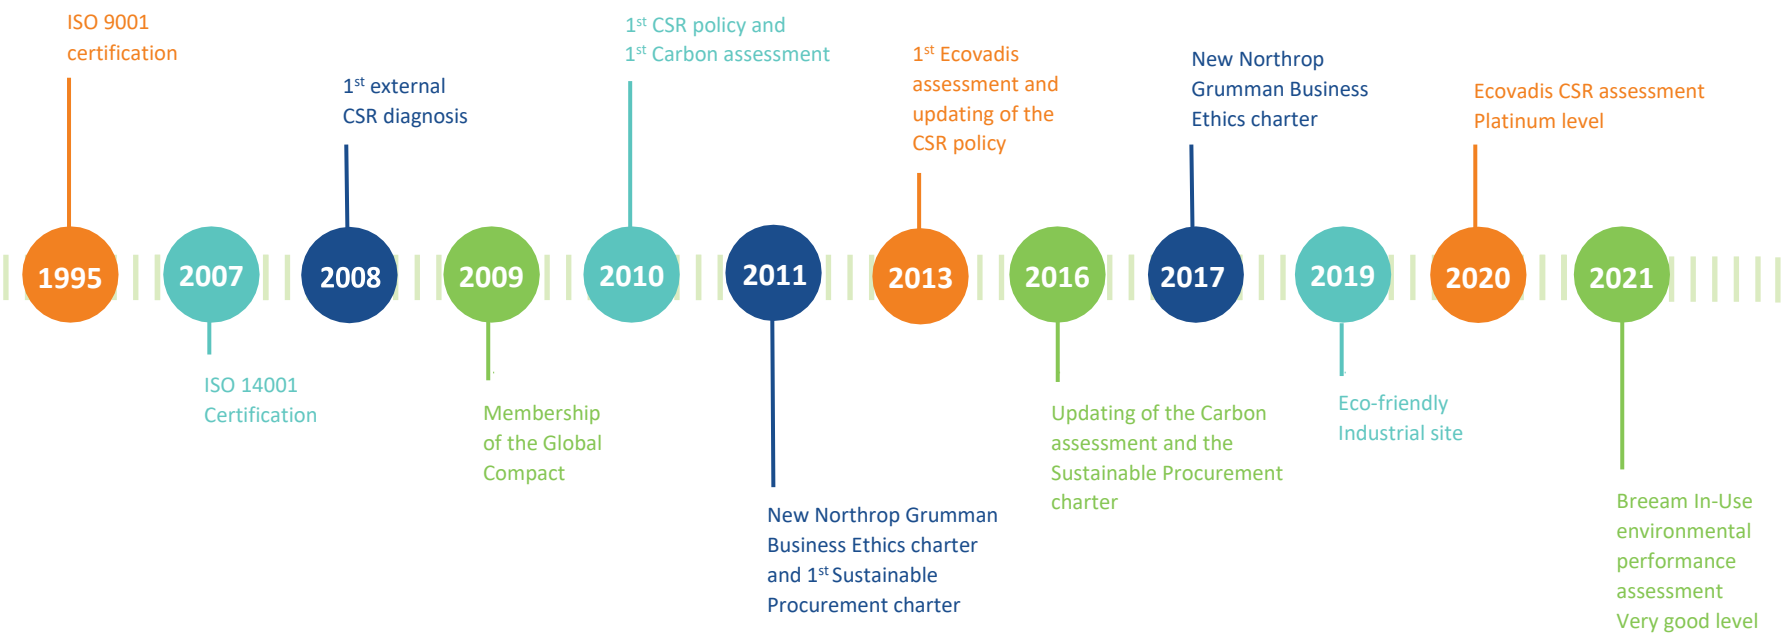 ISO 9001
certification
1995
2007
ISO 14001
Certification
1st external
CSR diagnosis
2008
2009
Membership
of the Global
Compact
1st CSR policy and
1st Carbon assessment
2010
2011
New Northrop Grumman
Business Ethics charter
and 1st Sustainable
Procurement charter
1st Ecovadis
assessment and
updating of the
CSR policy
2013
2016
Updating of the Carbon
assessment and the
Sustainable Procurement
charter
New Northrop
Grumman Business
Ethics charter
2017
2019
Eco-friendly
Industrial site
Ecovadis CSR assessment
Platinum level
2020
2021
Breeam In-Use
environmental
performance
assessment
Very good level